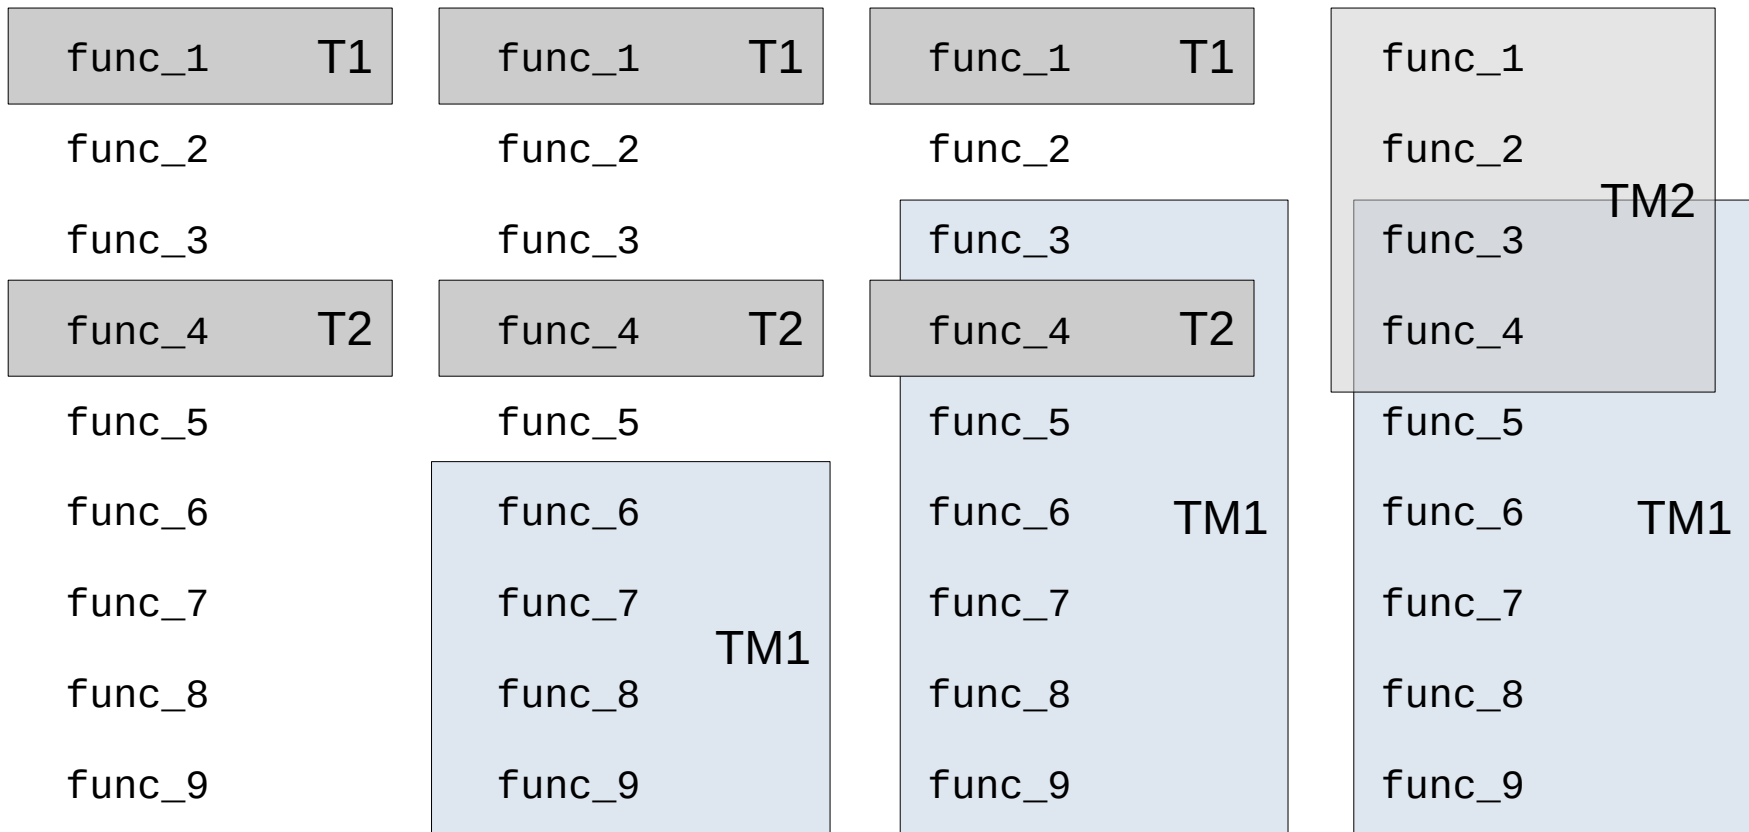 func_1 T1 func_1 T1 func_1 T1 func_1
func_2 func_2 func_2 func_2
TM2
func_3 func_3 func_3 func_3
func_4 T2 func_4 T2 func_4 T2 func_4
func_5 func_5 func_5 func_5
func_6 func_6 func_6 TM1 func_6 TM1
func_7 func_7 func_7 func_7
TM1
func_8 func_8 func_8 func_8
func_9 func_9 func_9 func_9